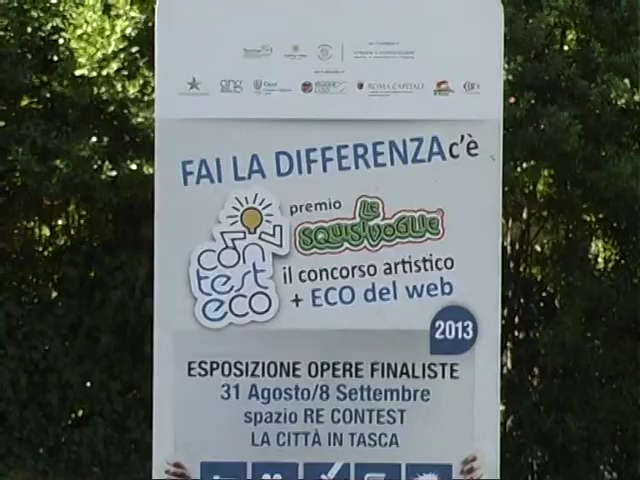 ROMA CAPITALE
FAI LA DIFFERENZA c'è
premio
LE
SQUISIVOGLIE
con
test
eco
il concorso artistico
+ ECO del web
2013
ESPOSIZIONE OPERE FINALISTE
31 Agosto/8 Settembre
spazio RE CONTEST
LA CITTÀ IN TASCA